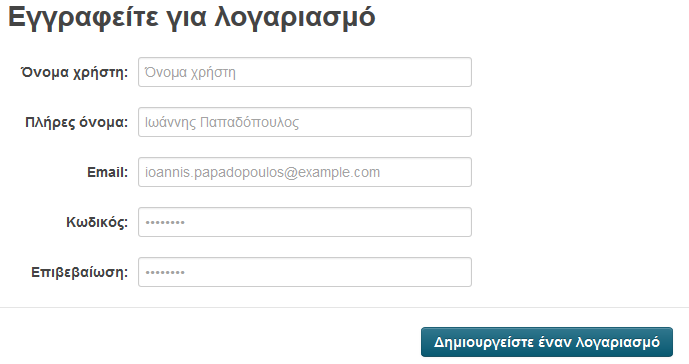 Εγγραφείτε για λογαριασμό
Όνομα χρήστη: Όνομα χρήστη
Πλήρες όνομα: Ιωάννης Παπαδόπουλος
Email: ioannis.papadopoulos@example.com
Κωδικός: ••••••••
Επιβεβαίωση: ••••••••
Δημιουργείστε έναν λογαριασμό